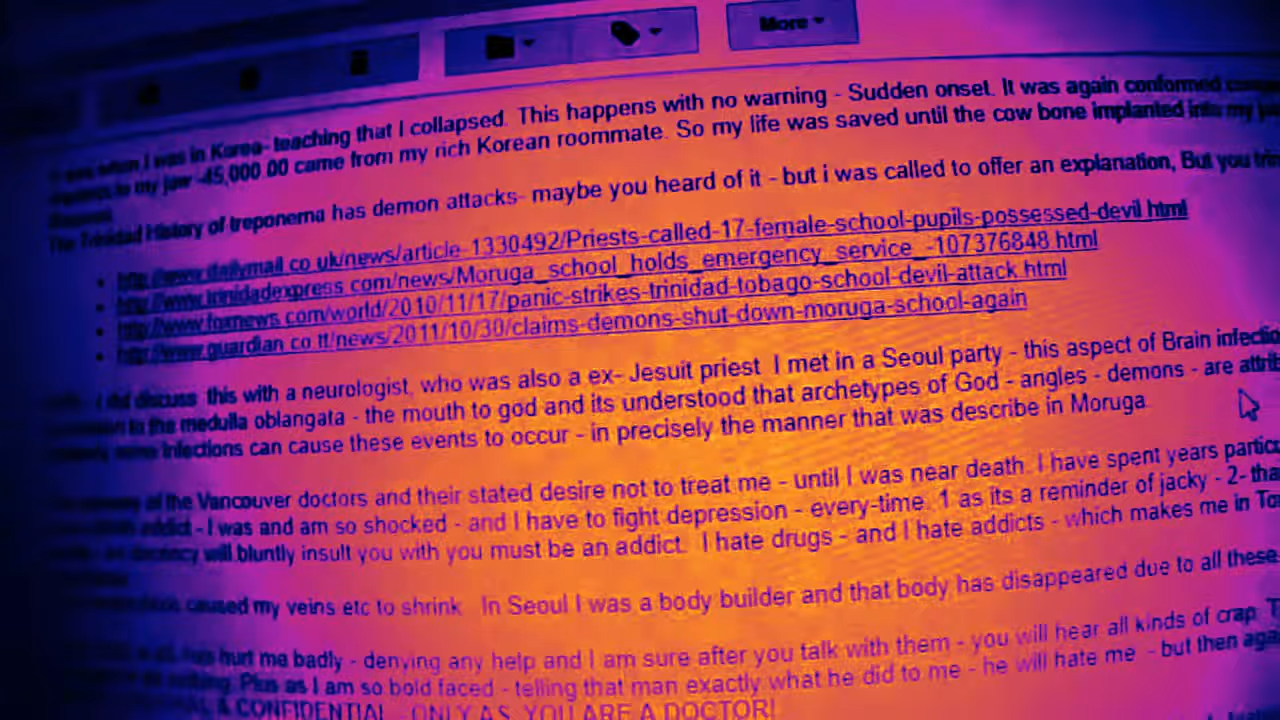 More
when I was in Korea- teaching that I collapsed. This happens with no warning - Sudden onset. It was again conformed
to my jaw -45,000.00 came from my rich Korean roommate. So my life was saved until the cow bone implanted into my
The Trinidad History of treponema has demon attacks- maybe you heard of it - but i was called to offer an explanation, But you
http://www.dailymail.co.uk/news/article-1330492/Priests-called-17-female-school-pupils-possessed-devil.html
http://www.trinidadexpress.com/news/Moruga_school_holds_emergency_service_-107376848.html
http://www.foxnews.com/world/2010/11/17/panic-strikes-trinidad-tobago-school-devil-attack.html
http://www.guardian.co.tt/news/2011/10/30/claims-demons-shut-down-moruga-school-again
I did discuss this with a neurologist, who was also a ex- Jesuit priest I met in a Seoul party - this aspect of Brain
to the medulla oblangata - the mouth to god and its understood that archetypes of God - angles - demons - are
infections can cause these events to occur - in precisely the manner that was describe in Moruga.
of the Vancouver doctors and their stated desire not to treat me - until I was near death. I have spent years
addict - I was and am so shocked - and I have to fight depression - every-time. 1 as its a reminder of jacky - 2-
will bluntly insult you with you must be an addict. I hate drugs - and I hate addicts - which makes me in
caused my veins etc to shrink. In Seoul I was a body builder and that body has disappeared due to all these
hurt me badly - denying any help and I am sure after you talk with them - you will hear all kinds of crap.
Plus as I am so bold faced - telling that man exactly what he did to me - he will hate me - but then
& CONFIDENTIAL - ONLY AS YOU ARE A DOCTOR!